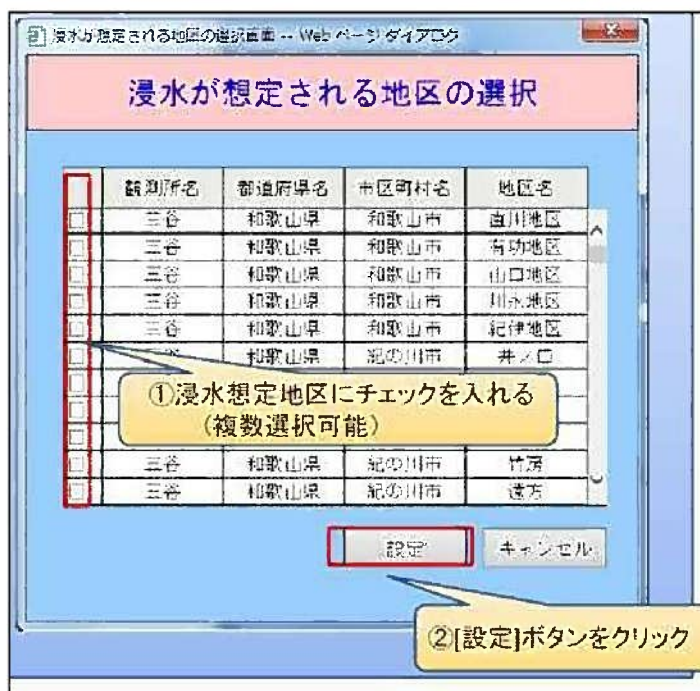 浸水が想定される地区の選択画面 -- Web ページ ダイアログ
浸水が想定される地区の選択
観測所名 都道府県名 市区町村名 地区名
三谷 和歌山県 和歌山市 直川地区
三谷 和歌山県 和歌山市 有功地区
三谷 和歌山県 和歌山市 山口地区
三谷 和歌山県 和歌山市 川永地区
三谷 和歌山県 和歌山市 紀伊地区
和歌山県 紀の川市 井ノ口
①浸水想定地区にチェックを入れる
(複数選択可能)
三谷 和歌山県 紀の川市 竹房
三谷 和歌山県 紀の川市 遠方
設定 キャンセル
②[設定]ボタンをクリック